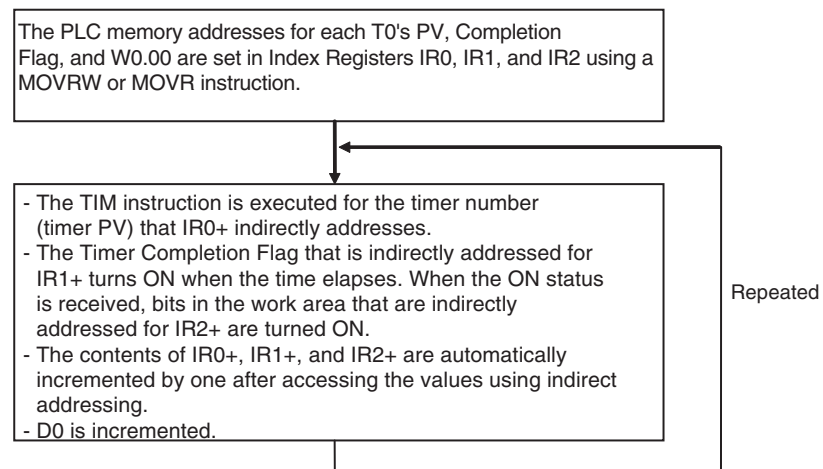 The PLC memory addresses for each T0's PV, Completion
Flag, and W0.00 are set in Index Registers IR0, IR1, and IR2 using a
MOVRW or MOVR instruction.
- The TIM instruction is executed for the timer number
(timer PV) that IR0+ indirectly addresses.
- The Timer Completion Flag that is indirectly addressed for
IR1+ turns ON when the time elapses. When the ON status
is received, bits in the work area that are indirectly
addressed for IR2+ are turned ON.
- The contents of IR0+, IR1+, and IR2+ are automatically
incremented by one after accessing the values using indirect
addressing.
- D0 is incremented.
Repeated